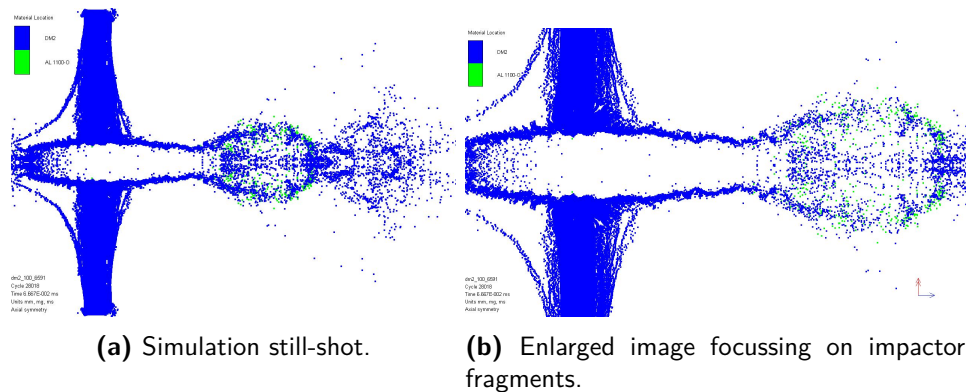 Material Location
DM2
AL 1100-O
dm2_100_6591
Cycle 28018
Time 6.667E-002 ms
Units mm, mg, ms
Axial symmetry
(a) Simulation still-shot.
Material Location
DM2
AL 1100-O
dm2_100_6591
Cycle 28018
Time 6.667E-002 ms
Units mm, mg, ms
Axial symmetry
(b) Enlarged image focussing on impactor
fragments.